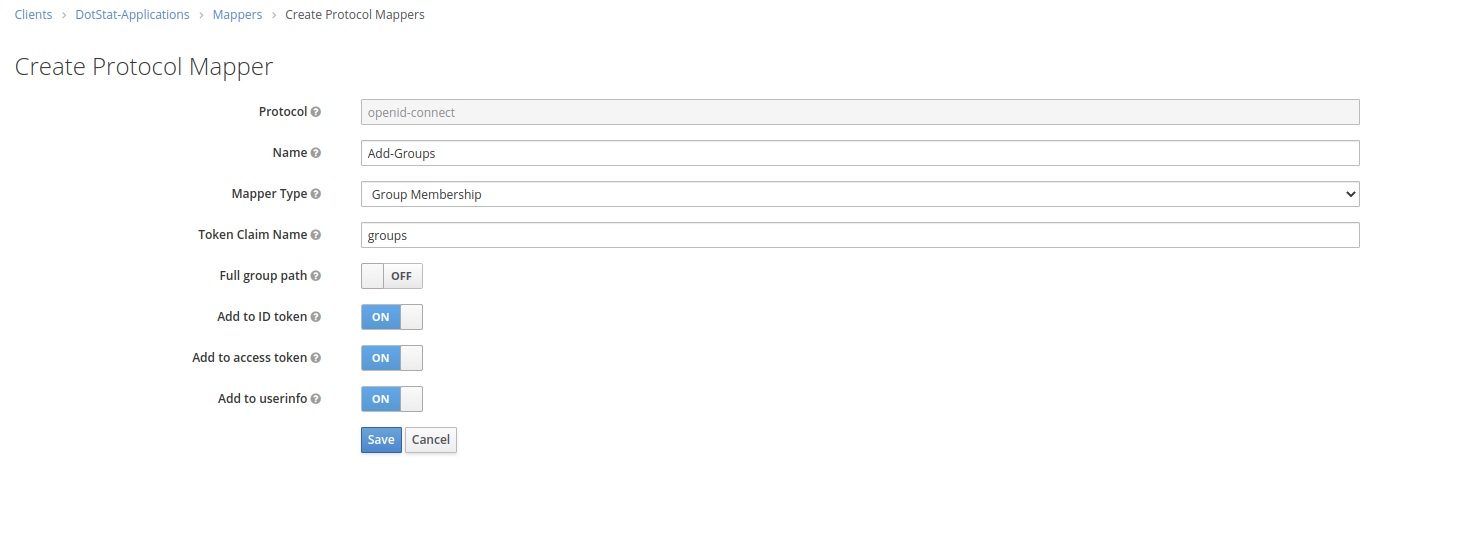 Clients > DotStat-Applications > Mappers > Create Protocol Mappers
Create Protocol Mapper
Protocol ? openid-connect
Name ? Add-Groups
Mapper Type ? Group Membership
Token Claim Name ? groups
Full group path ? OFF
Add to ID token ? ON
Add to access token ? ON
Add to userinfo ? ON
Save Cancel